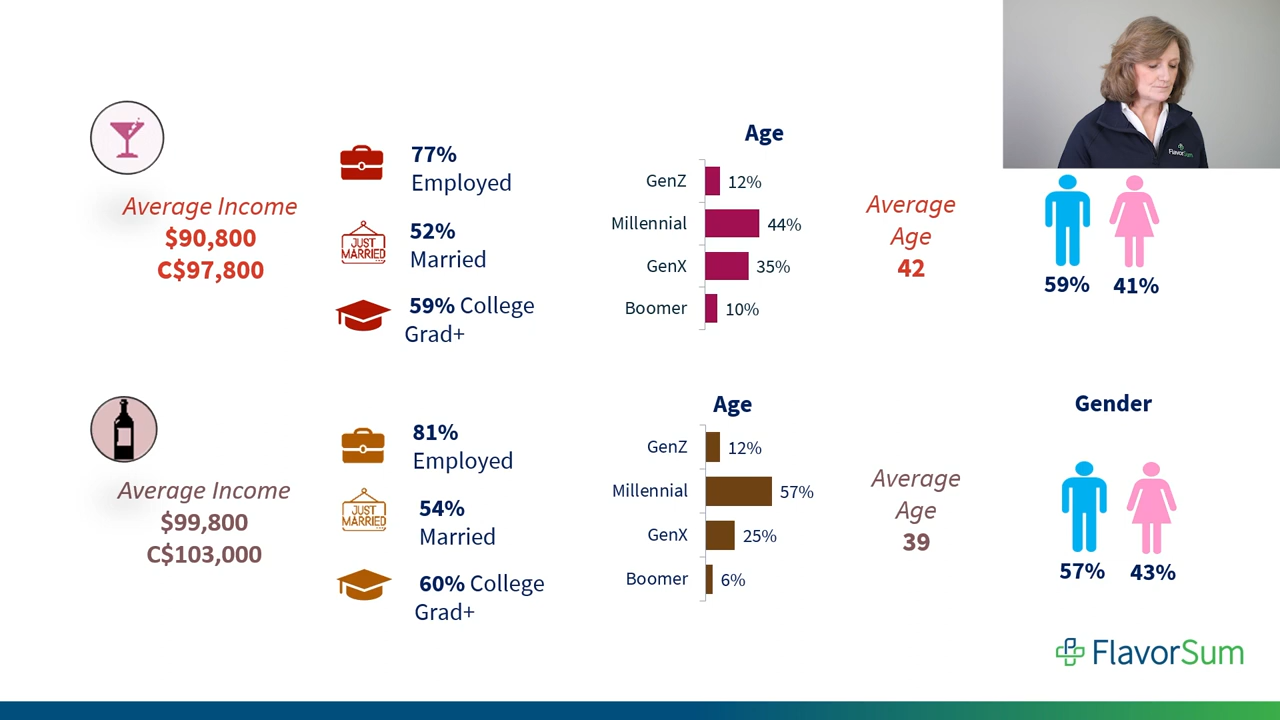 Average Income
$90,800
C$97,800
77%
Employed
JUST
MARRIED
52%
Married
59% College
Grad+
Age
GenZ 12%
Millennial 44%
GenX 35%
Boomer 10%
Average
Age
42
FlavorSum
59% 41%
Average Income
$99,800
C$103,000
81%
Employed
JUST
MARRIED
54%
Married
60% College
Grad+
Age
GenZ 12%
Millennial 57%
GenX 25%
Boomer 6%
Average
Age
39
Gender
57% 43%
FlavorSum